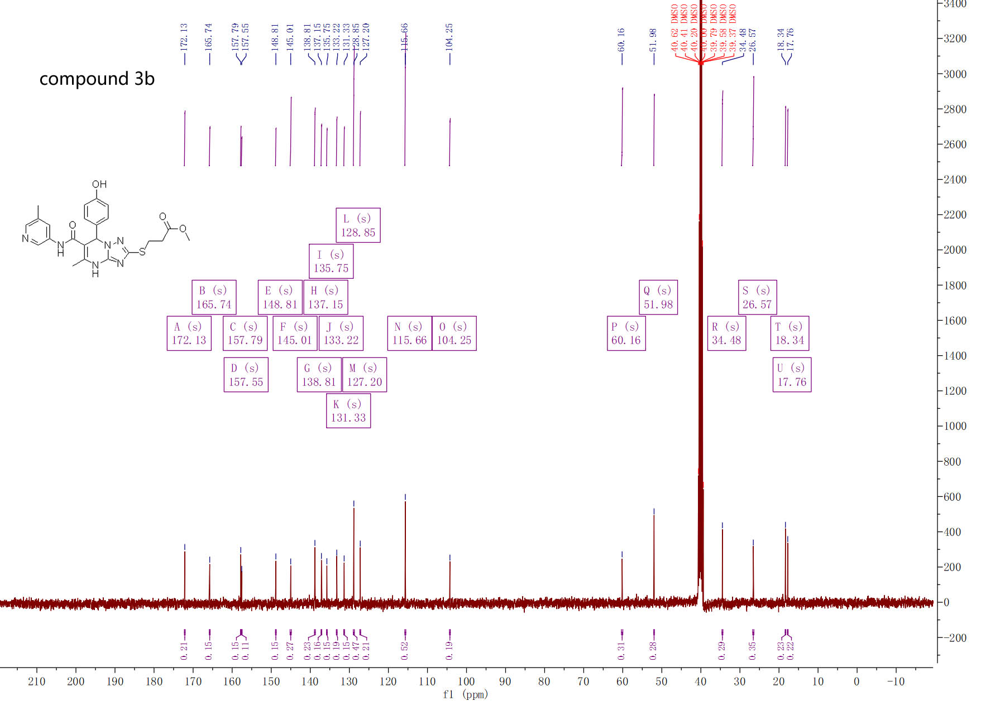 172.13
165.74
157.79
157.55
148.81
145.01
138.81
137.15
135.75
133.22
131.33
128.85
127.20
115.66
104.25
60.16
51.98
40.62 DMSO
40.41 DMSO
40.20 DMSO
40.00 DMSO
39.79 DMSO
39.58 DMSO
39.37 DMSO
34.48
26.57
18.34
17.76
compound 3b
OH
O
O
O
N
N
N
H
N
N
S
N
N
H
L (s)
128.85
I (s)
135.75
B (s)
165.74
E (s)
148.81
H (s)
137.15
Q (s)
51.98
S (s)
26.57
A (s)
172.13
C (s)
157.79
F (s)
145.01
J (s)
133.22
N (s)
115.66
O (s)
104.25
P (s)
60.16
R (s)
34.48
T (s)
18.34
D (s)
157.55
G (s)
138.81
M (s)
127.20
U (s)
17.76
K (s)
131.33
3400
3200
3000
2800
2600
2400
2200
2000
1800
1600
1400
1200
1000
800
600
400
200
0
-200
0.21
0.15
0.15
0.11
0.15
0.27
0.23
0.16
0.15
0.19
0.15
0.47
0.21
0.52
0.19
0.31
0.28
0.29
0.35
0.23
0.22
210 200 190 180 170 160 150 140 130 120 110 100 90 80 70 60 50 40 30 20 10 0 -10
f1 (ppm)